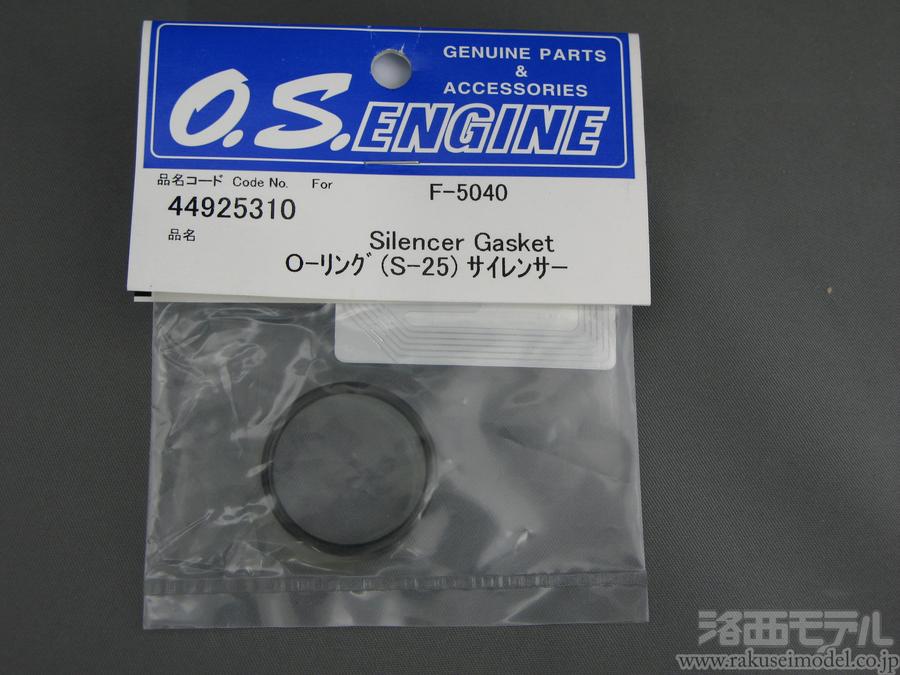 GENUINE PARTS
&
ACCESSORIES
O.S.ENGINE
品名コード Code No. For
F-5040
44925310
品名
Silencer Gasket
O-リング(S-25) サイレンサー
洛西モデル
www.rakuseimodel.co.jp